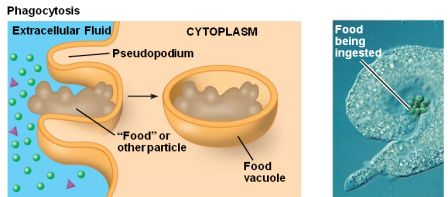 Phagocytosis
Extracellular Fluid
CYTOPLASM
Pseudopodium
"Food" or
other particle
Food
vacuole
Food
being
ingested